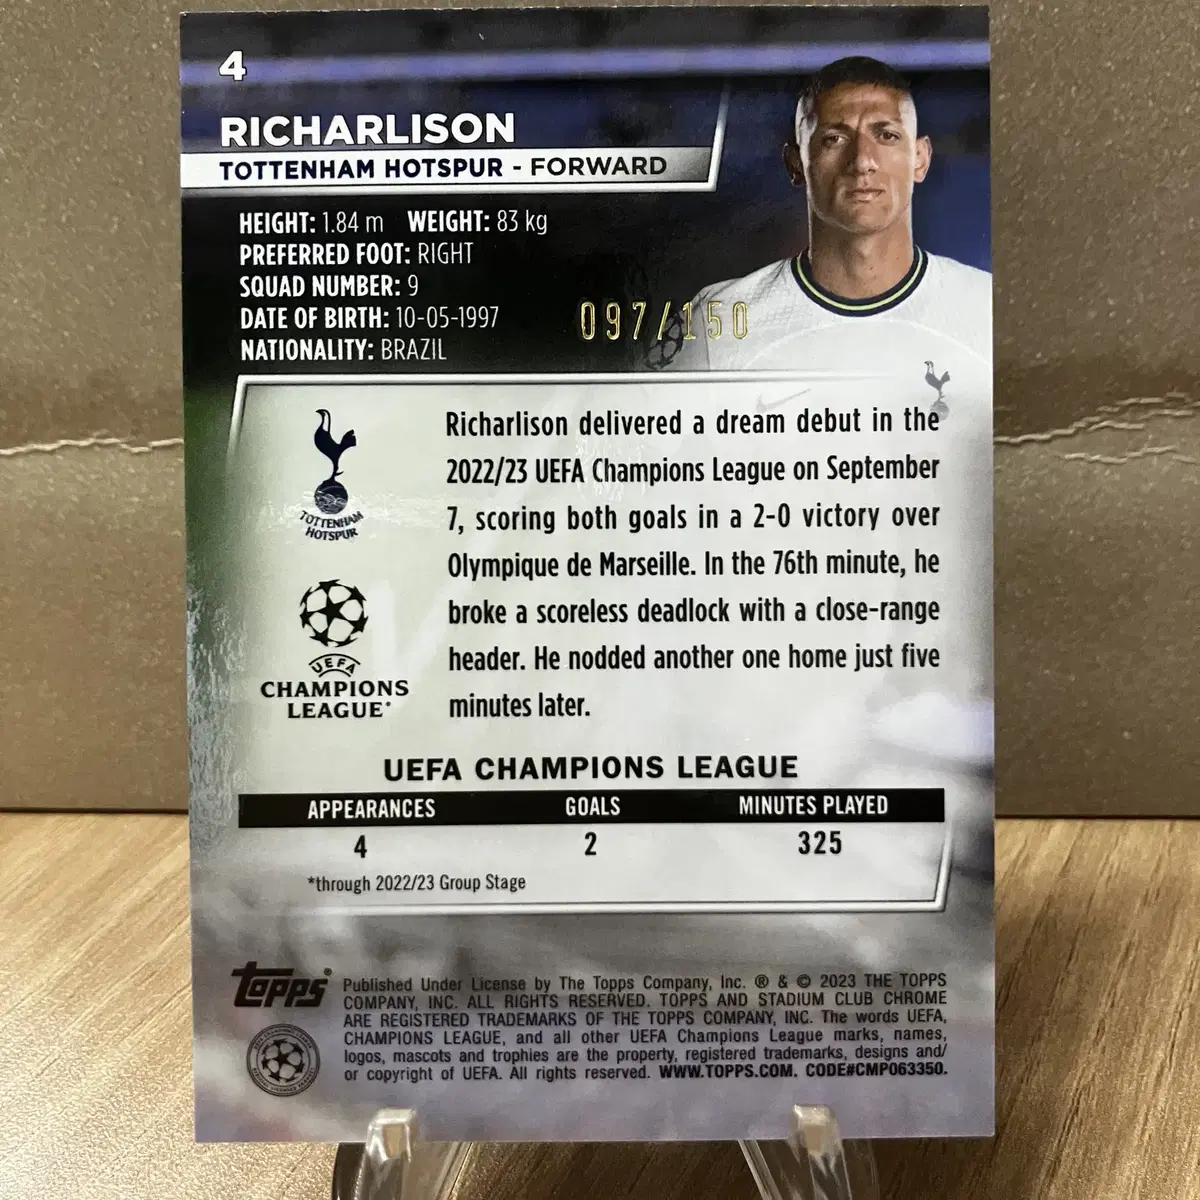 4
RICHARLISON
TOTTENHAM HOTSPUR - FORWARD
HEIGHT: 1.84 m WEIGHT: 83 kg
PREFERRED FOOT: RIGHT
SQUAD NUMBER: 9
DATE OF BIRTH: 10-05-1997
NATIONALITY: BRAZIL
097/150
TOTTENHAM
HOTSPUR
UEFA
CHAMPIONS
LEAGUE
Richarlison delivered a dream debut in the
2022/23 UEFA Champions League on September
7, scoring both goals in a 2-0 victory over
Olympique de Marseille. In the 76th minute, he
broke a scoreless deadlock with a close-range
header. He nodded another one home just five
minutes later.
UEFA CHAMPIONS LEAGUE
APPEARANCES GOALS MINUTES PLAYED
4 2 325
*through 2022/23 Group Stage
topps®
Published Under License by The Topps Company, Inc. ® & © 2023 THE TOPPS
COMPANY, INC. ALL RIGHTS RESERVED. TOPPS AND STADIUM CLUB CHROME
ARE REGISTERED TRADEMARKS OF THE TOPPS COMPANY, INC. The words UEFA,
CHAMPIONS LEAGUE, and all other UEFA Champions League marks, names,
logos, mascots and trophies are the property, registered trademarks, designs and/
or copyright of UEFA. All rights reserved. WWW.TOPPS.COM. CODE#CMP063350.